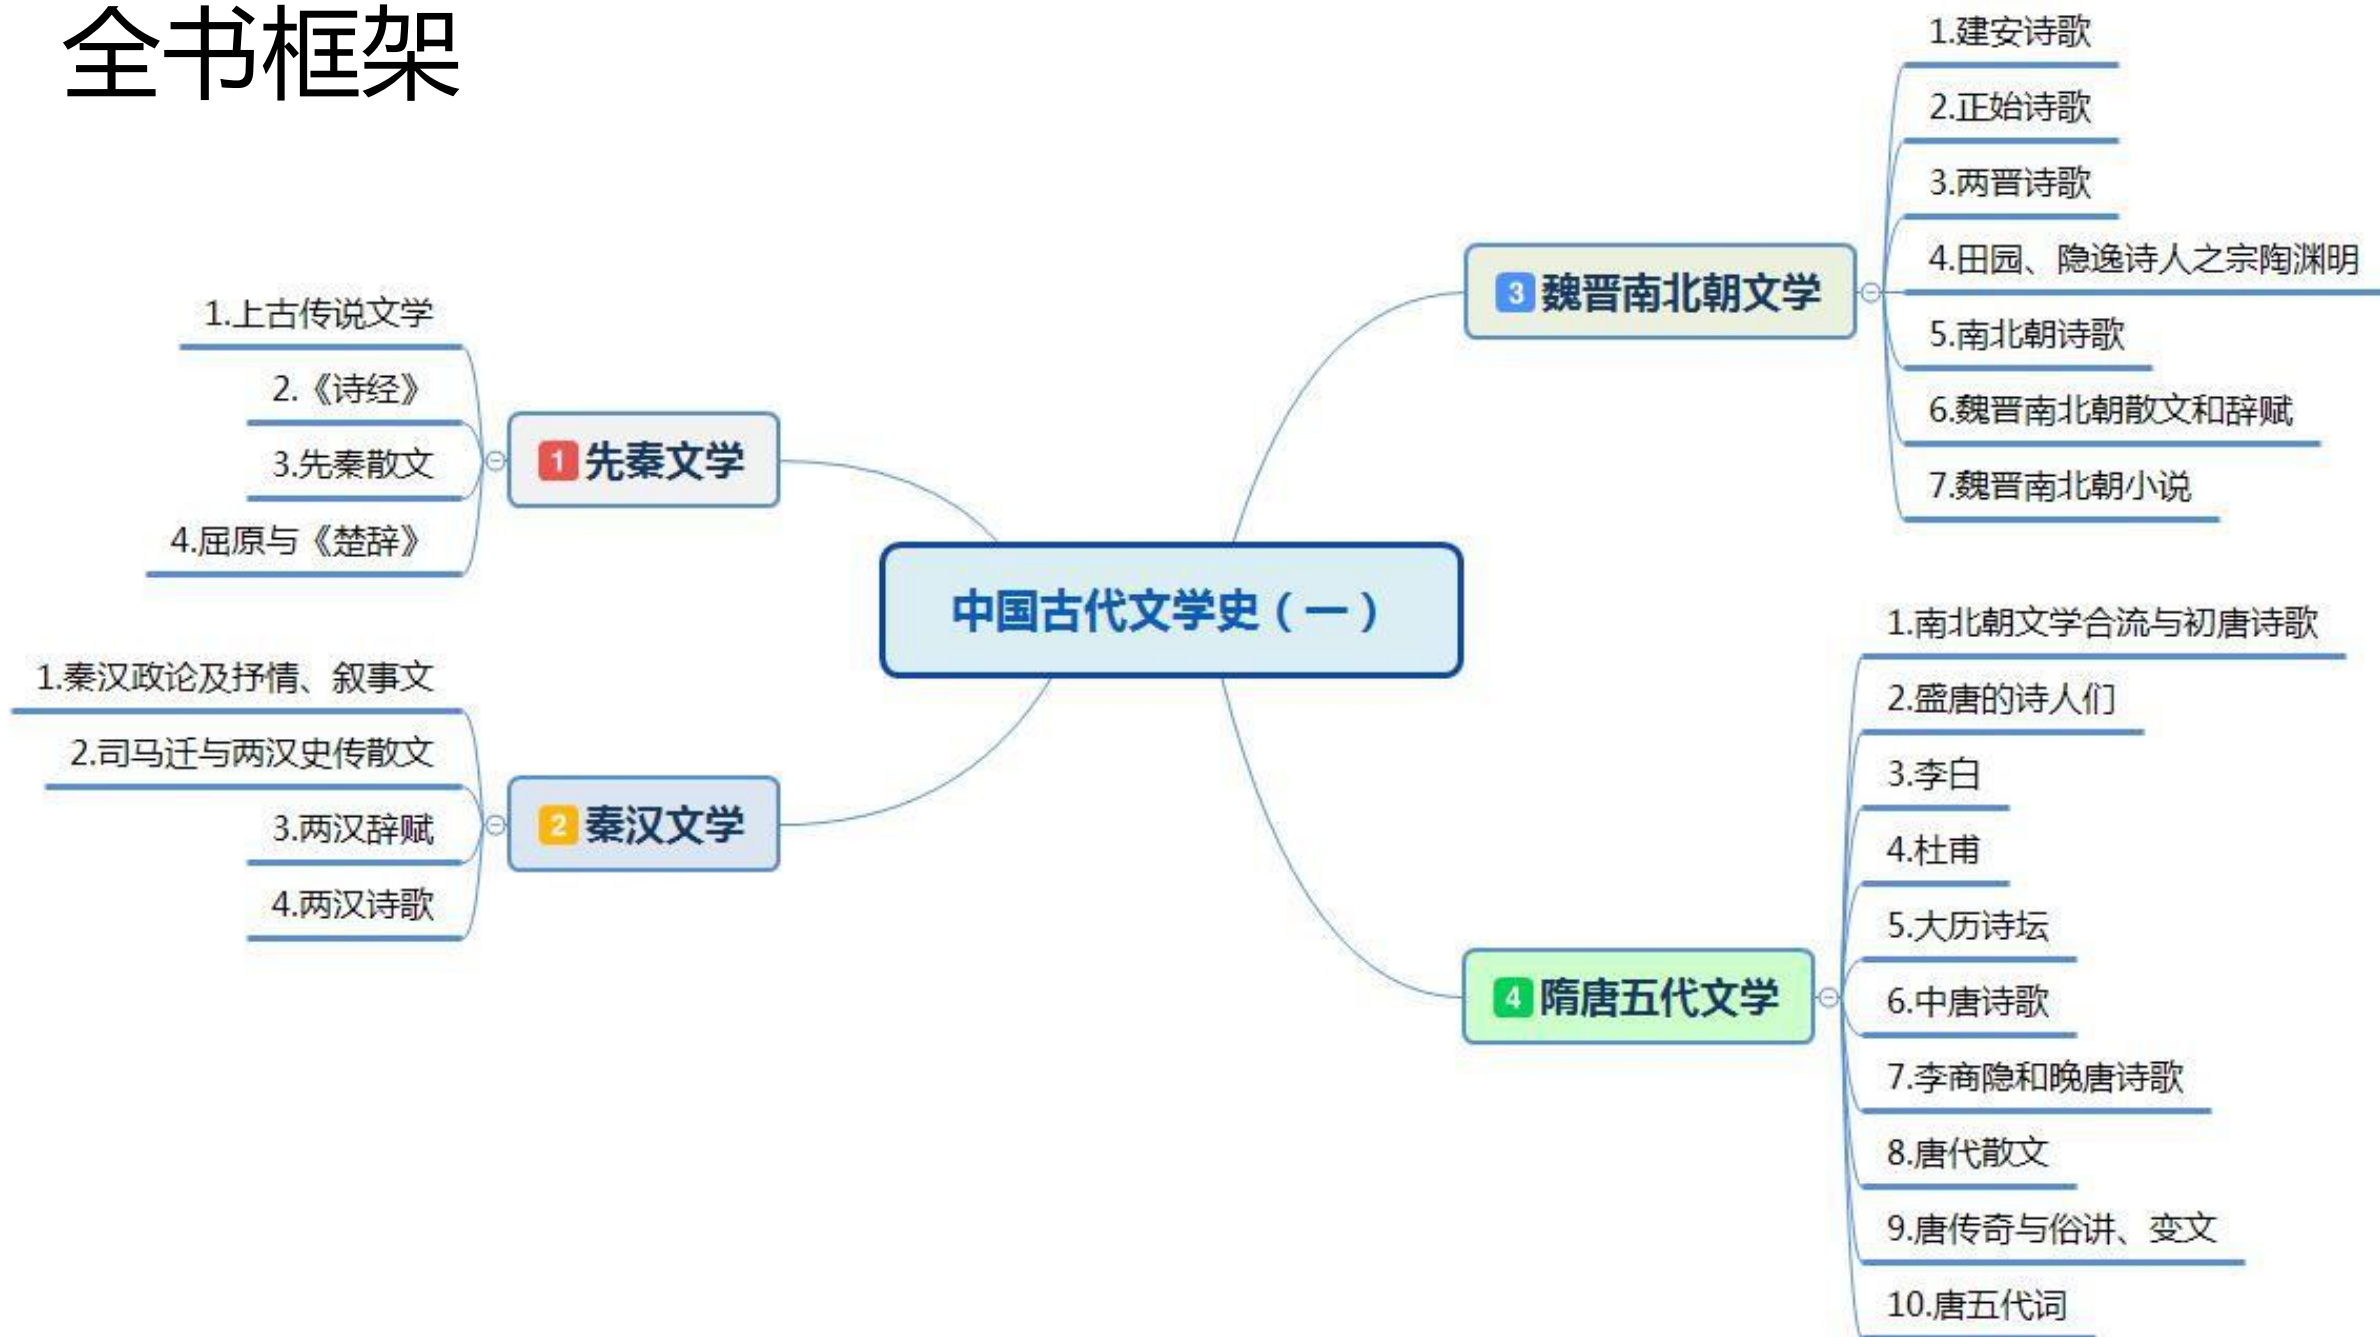 全书框架
中国古代文学史（一）
1 先秦文学
1.上古传说文学
2.《诗经》
3.先秦散文
4.屈原与《楚辞》
2 秦汉文学
1.秦汉政论及抒情、叙事文
2.司马迁与两汉史传散文
3.两汉辞赋
4.两汉诗歌
3 魏晋南北朝文学
1.建安诗歌
2.正始诗歌
3.两晋诗歌
4.田园、隐逸诗人之宗陶渊明
5.南北朝诗歌
6.魏晋南北朝散文和辞赋
7.魏晋南北朝小说
4 隋唐五代文学
1.南北朝文学合流与初唐诗歌
2.盛唐的诗人们
3.李白
4.杜甫
5.大历诗坛
6.中唐诗歌
7.李商隐和晚唐诗歌
8.唐代散文
9.唐传奇与俗讲、变文
10.唐五代词